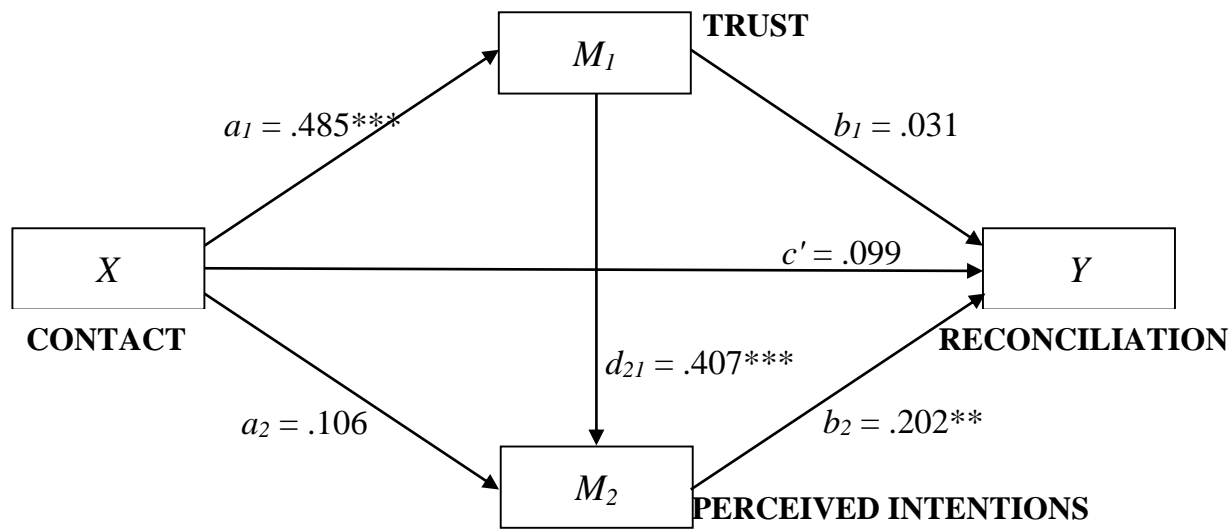 TRUST
M1
a1 = .485***
b1 = .031
X
c' = .099
Y
CONTACT
RECONCILIATION
d21 = .407***
a2 = .106
b2 = .202**
M2
PERCEIVED INTENTIONS